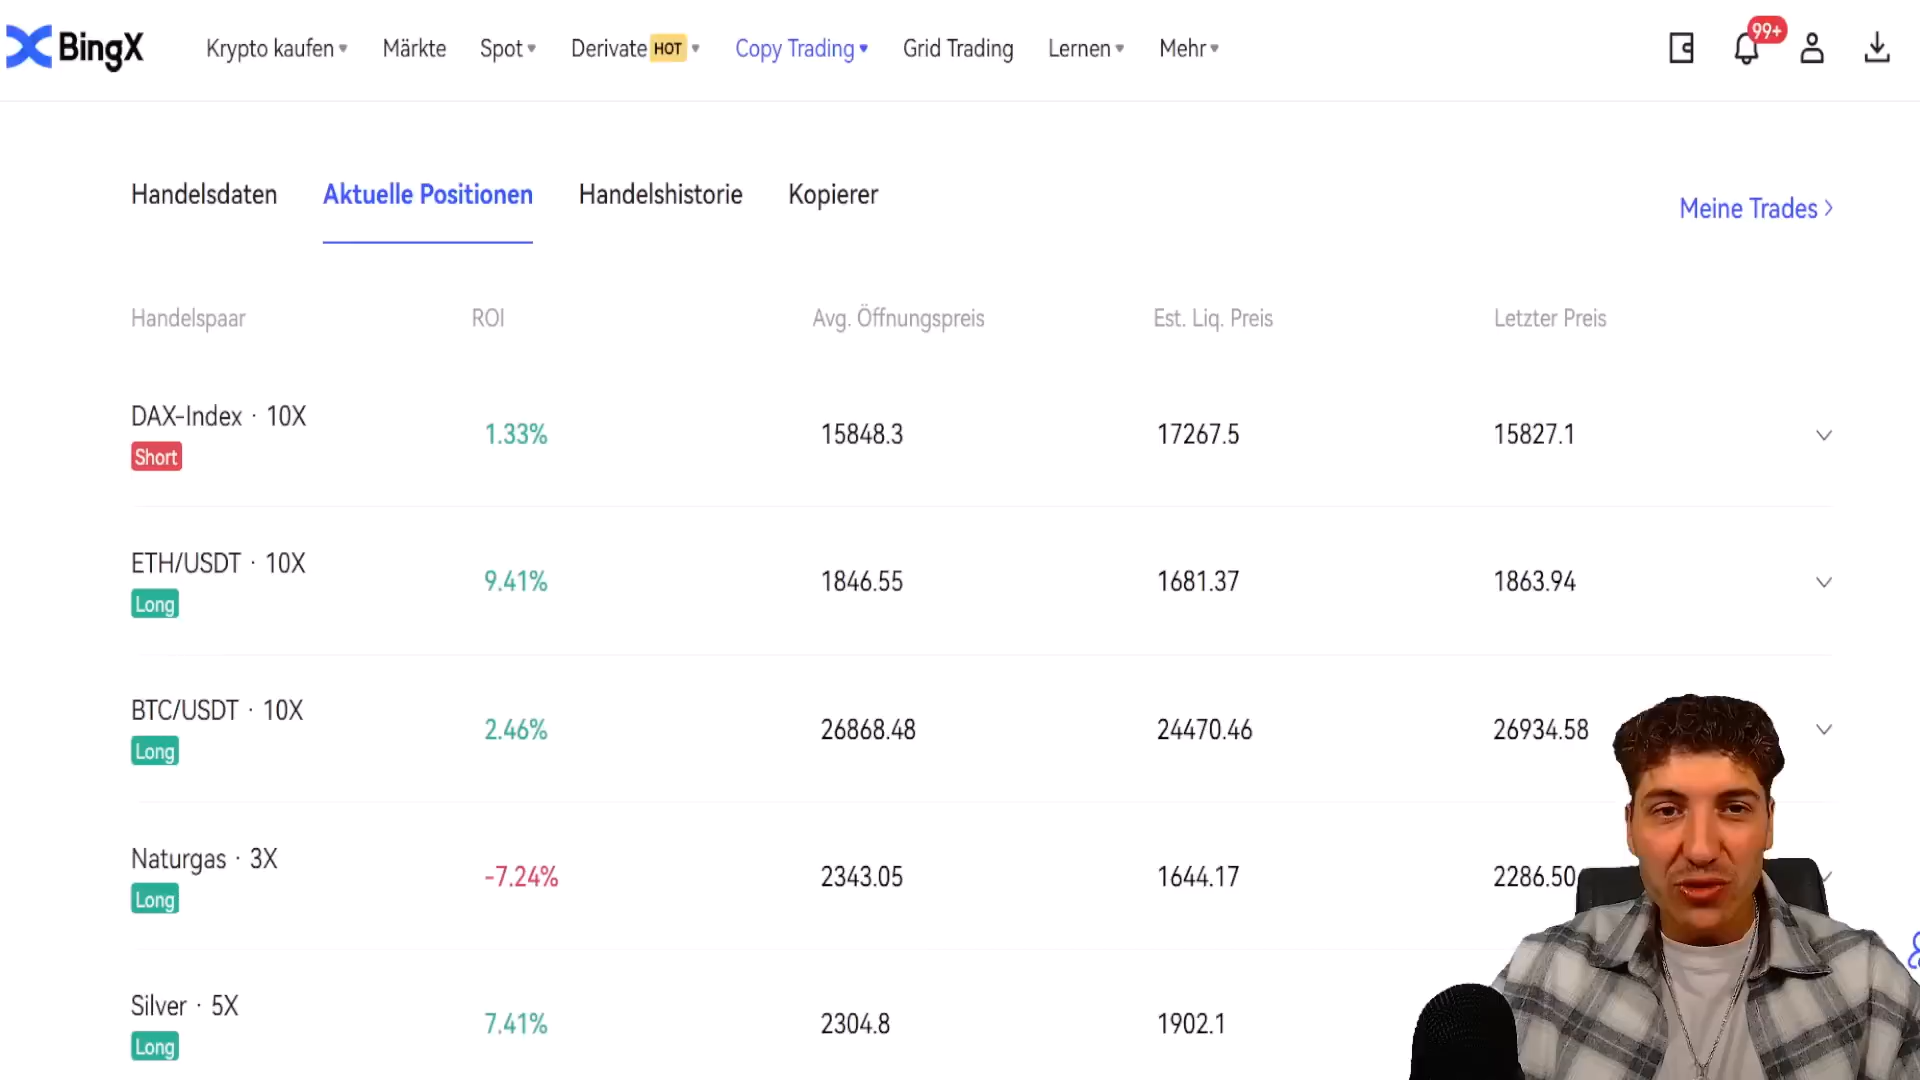 BingX Krypto kaufen Märkte Spot Derivate HOT Copy Trading Grid Trading Lernen Mehr 99+
Handelsdaten Aktuelle Positionen Handelshistorie Kopierer Meine Trades >
Handelspaar ROI Avg. Öffnungspreis Est. Liq. Preis Letzter Preis
DAX-Index · 10X
Short
1.33% 15848.3 17267.5 15827.1
ETH/USDT · 10X
Long
9.41% 1846.55 1681.37 1863.94
BTC/USDT · 10X
Long
2.46% 26868.48 24470.46 26934.58
Naturgas · 3X
Long
-7.24% 2343.05 1644.17 2286.50
Silver · 5X
Long
7.41% 2304.8 1902.1